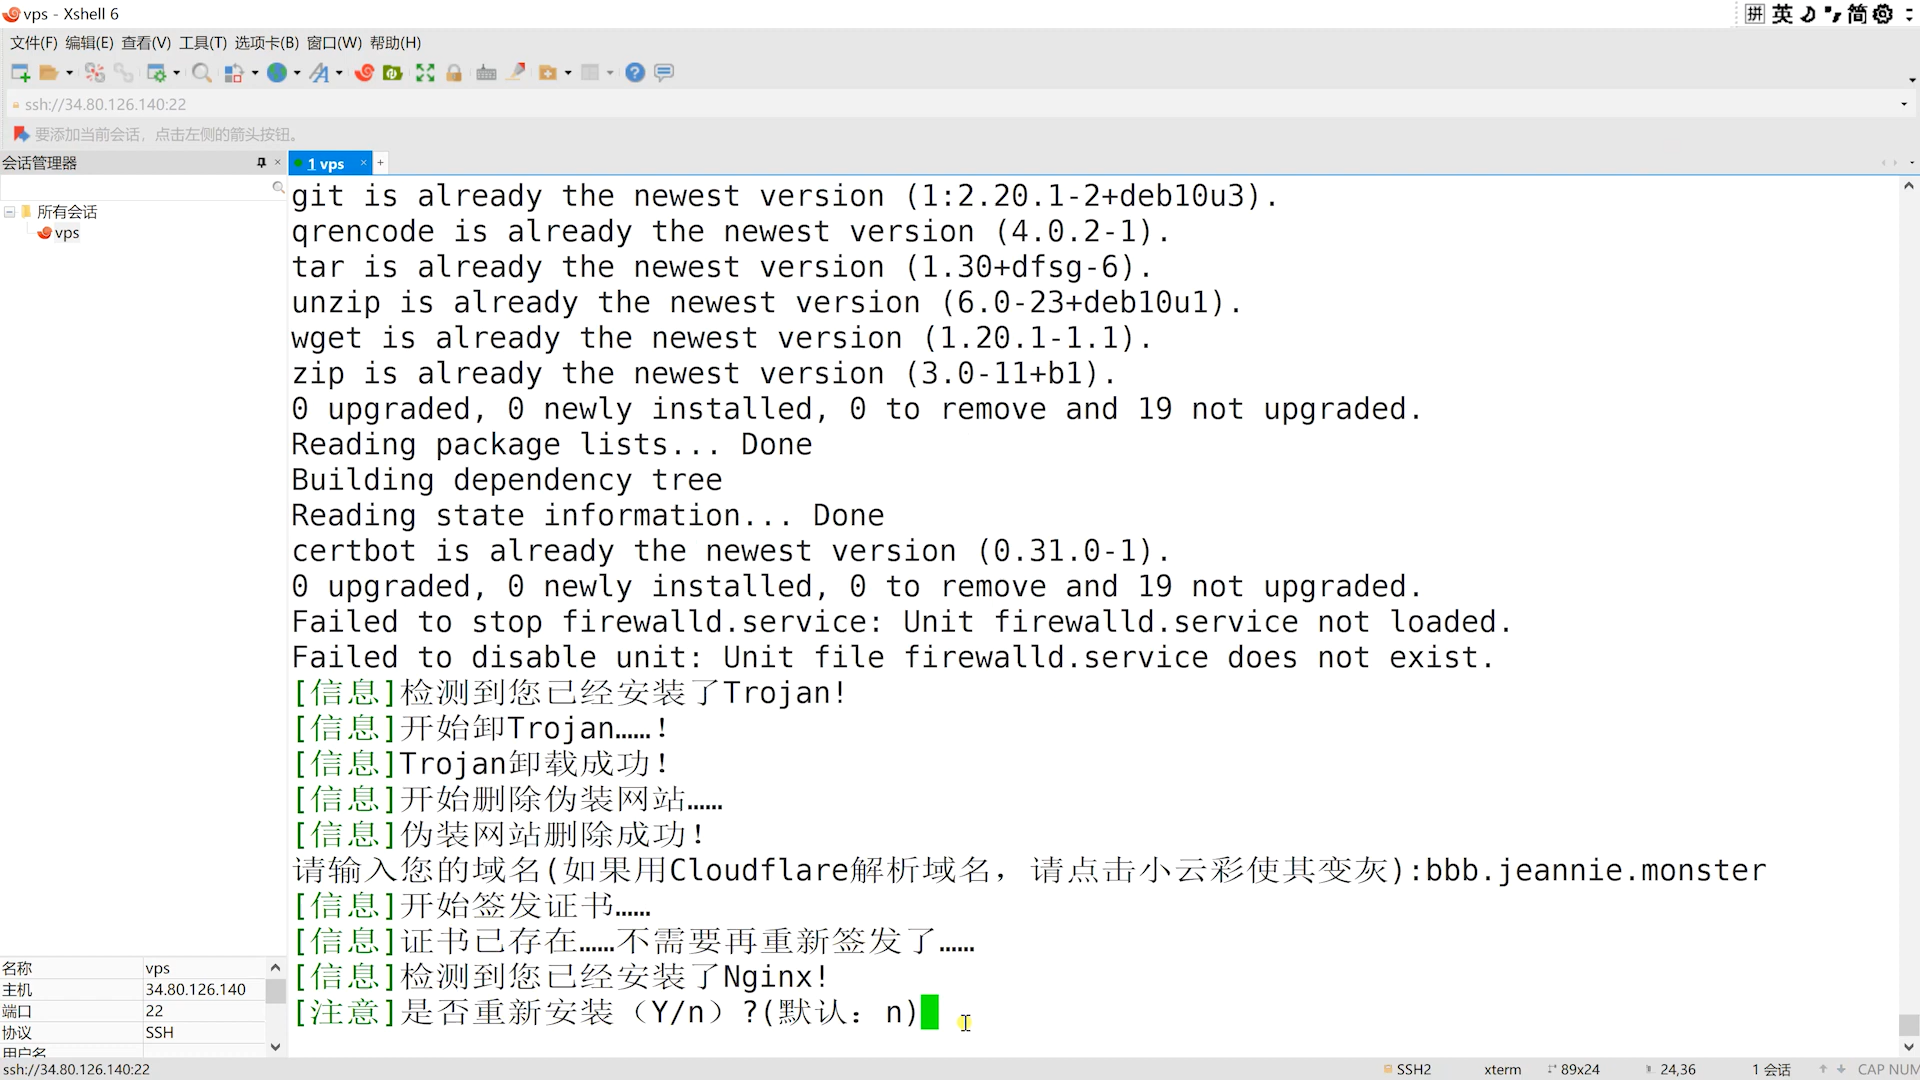 vps - Xshell 6
拼 英 简
文件(F) 编辑(E) 查看(V) 工具(T) 选项卡(B) 窗口(W) 帮助(H)
ssh://34.80.126.140:22
要添加当前会话，点击左侧的箭头按钮。
会话管理器
1 vps
所有会话
vps
git is already the newest version (1:2.20.1-2+deb10u3).
qrencode is already the newest version (4.0.2-1).
tar is already the newest version (1.30+dfsg-6).
unzip is already the newest version (6.0-23+deb10u1).
wget is already the newest version (1.20.1-1.1).
zip is already the newest version (3.0-11+b1).
0 upgraded, 0 newly installed, 0 to remove and 19 not upgraded.
Reading package lists... Done
Building dependency tree
Reading state information... Done
certbot is already the newest version (0.31.0-1).
0 upgraded, 0 newly installed, 0 to remove and 19 not upgraded.
Failed to stop firewalld.service: Unit firewalld.service not loaded.
Failed to disable unit: Unit file firewalld.service does not exist.
[信息]检测到您已经安装了Trojan!
[信息]开始卸Trojan……!
[信息]Trojan卸载成功!
[信息]开始删除伪装网站……
[信息]伪装网站删除成功!
请输入您的域名(如果用Cloudflare解析域名，请点击小云彩使其变灰):bbb.jeannie.monster
[信息]开始签发证书……
[信息]证书已存在……不需要再重新签发了……
[信息]检测到您已经安装了Nginx!
[注意]是否重新安装（Y/n）?(默认：n)
名称 vps
主机 34.80.126.140
端口 22
协议 SSH
用户名
ssh://34.80.126.140:22 SSH2 xterm 89x24 24,36 1 会话 CAP NUM